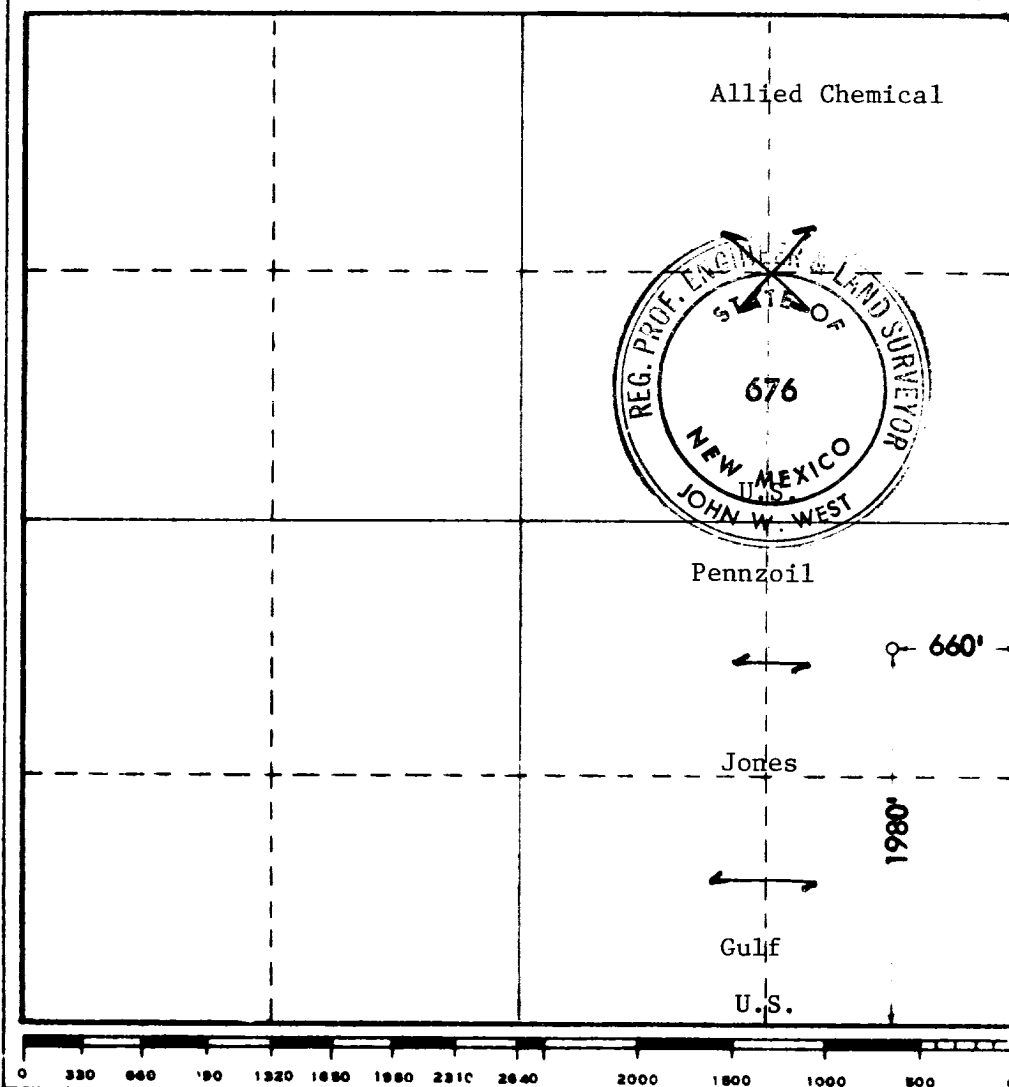 Allied Chemical
REG. PROF. ENGINEER & LAND SURVEYOR
STATE OF
676
NEW MEXICO
U.S.
JOHN W. WEST
Pennzoil
660'
Jones
1980'
Gulf
U.S.
0 330 660 '90 1320 1650 1980 2310 2640 2000 1500 1000 500